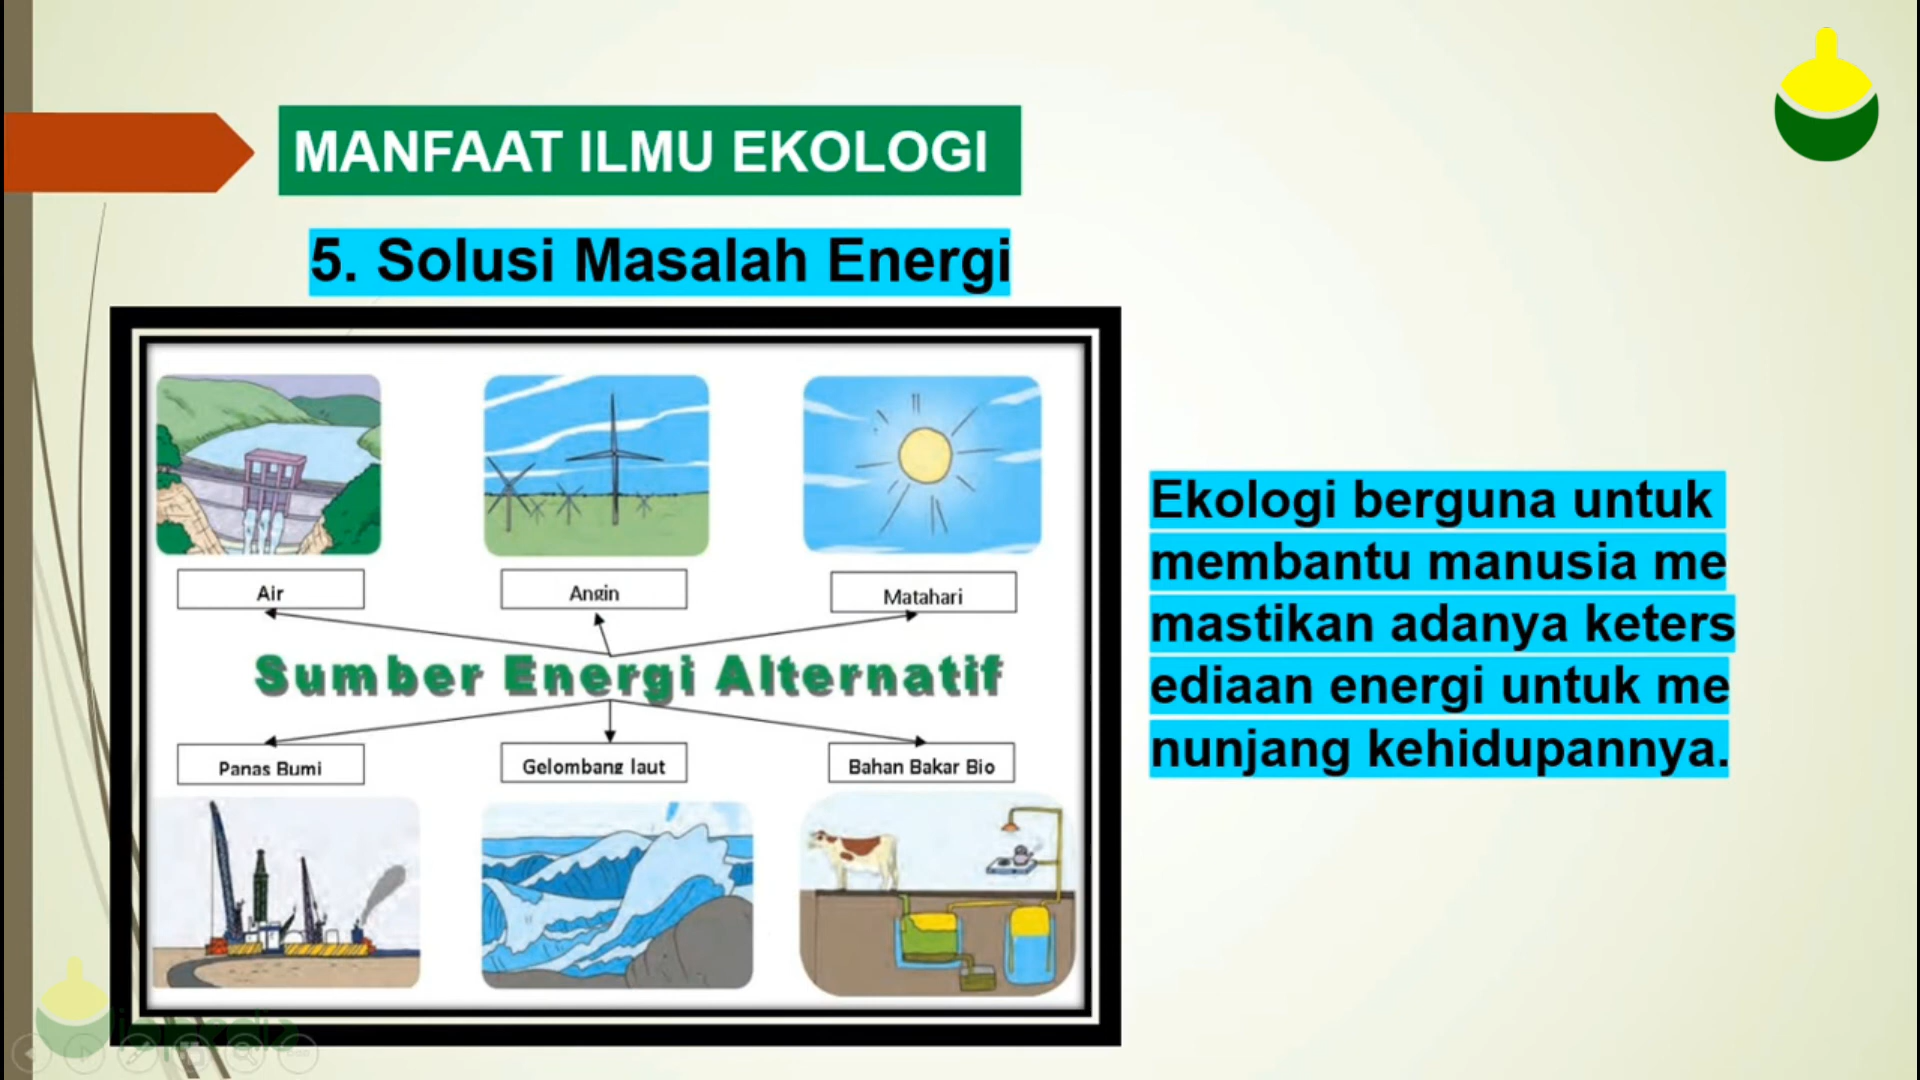 MANFAAT ILMU EKOLOGI
5. Solusi Masalah Energi
Air
Angin
Matahari
Sumber Energi Alternatif
Panas Bumi
Gelombang laut
Bahan Bakar Bio
Ekologi berguna untuk
membantu manusia me
mastikan adanya keters
ediaan energi untuk me
nunjang kehidupannya.